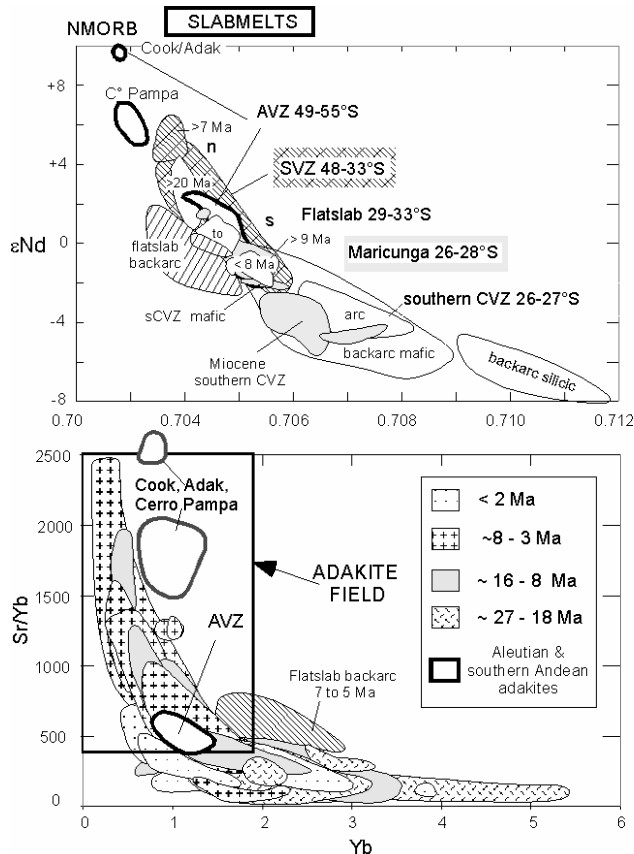 SLABMELTS
NMORB
Cook/Adak
+8
C° Pampa
AVZ 49-55°S
>7 Ma
n
+4
SVZ 48-33°S
>20 Ma
s
Flatslab 29-33°S
to
> 9 Ma
0
εNd
flatslab
backarc
< 8 Ma
Maricunga 26-28°S
sCVZ mafic
southern CVZ 26-27°S
-4
arc
Miocene
southern CVZ
backarc mafic
backarc silicic
-8
0.70
0.704
0.706
0.708
0.710
0.712
2500
Cook, Adak,
Cerro Pampa
< 2 Ma
2000
~8 - 3 Ma
ADAKITE
FIELD
~ 16 - 8 Ma
1500
Sr/Yb
AVZ
~ 27 - 18 Ma
1000
Flatslab backarc
7 to 5 Ma
Aleutian &
southern Andean
adakites
500
0
0
1
2
3
4
5
6
Yb